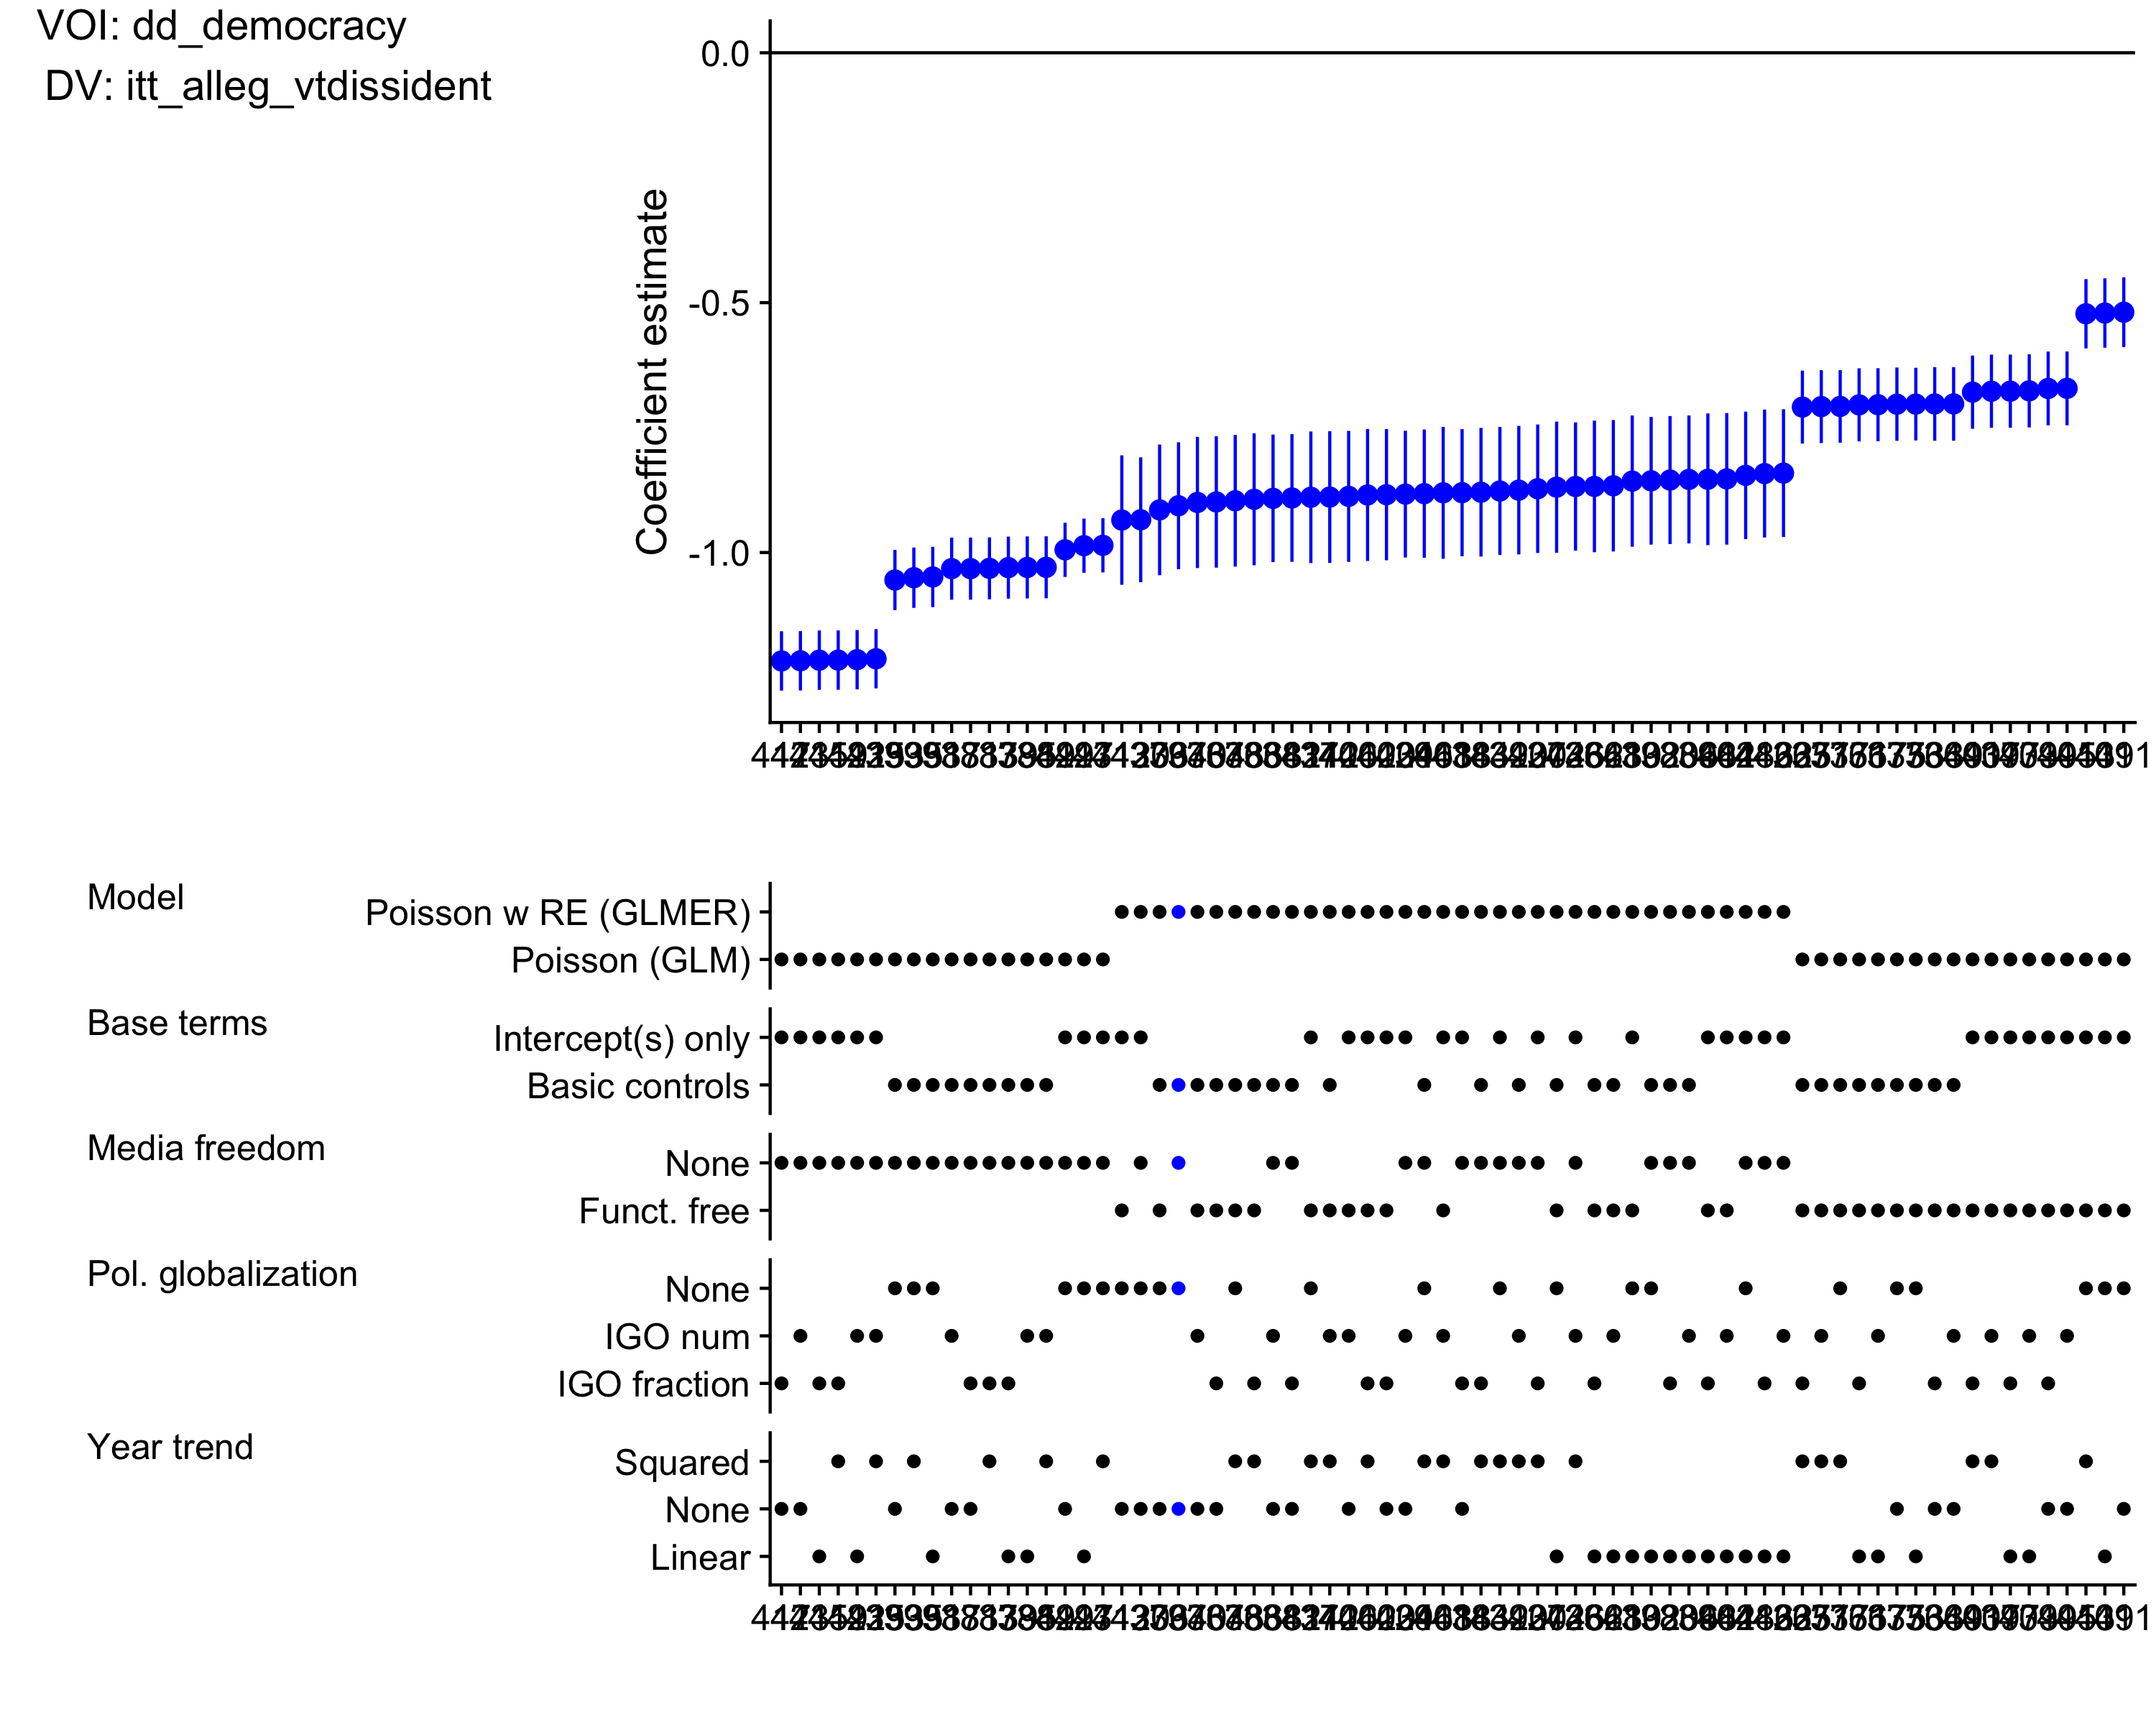 VOI: dd_democracy
DV: itt_alleg_vtdissident
Coefficient estimate
0.0
-0.5
-1.0
Model
Poisson w RE (GLMER)
Poisson (GLM)
Base terms
Intercept(s) only
Basic controls
Media freedom
None
Funct. free
Pol. globalization
None
IGO num
IGO fraction
Year trend
Squared
None
Linear